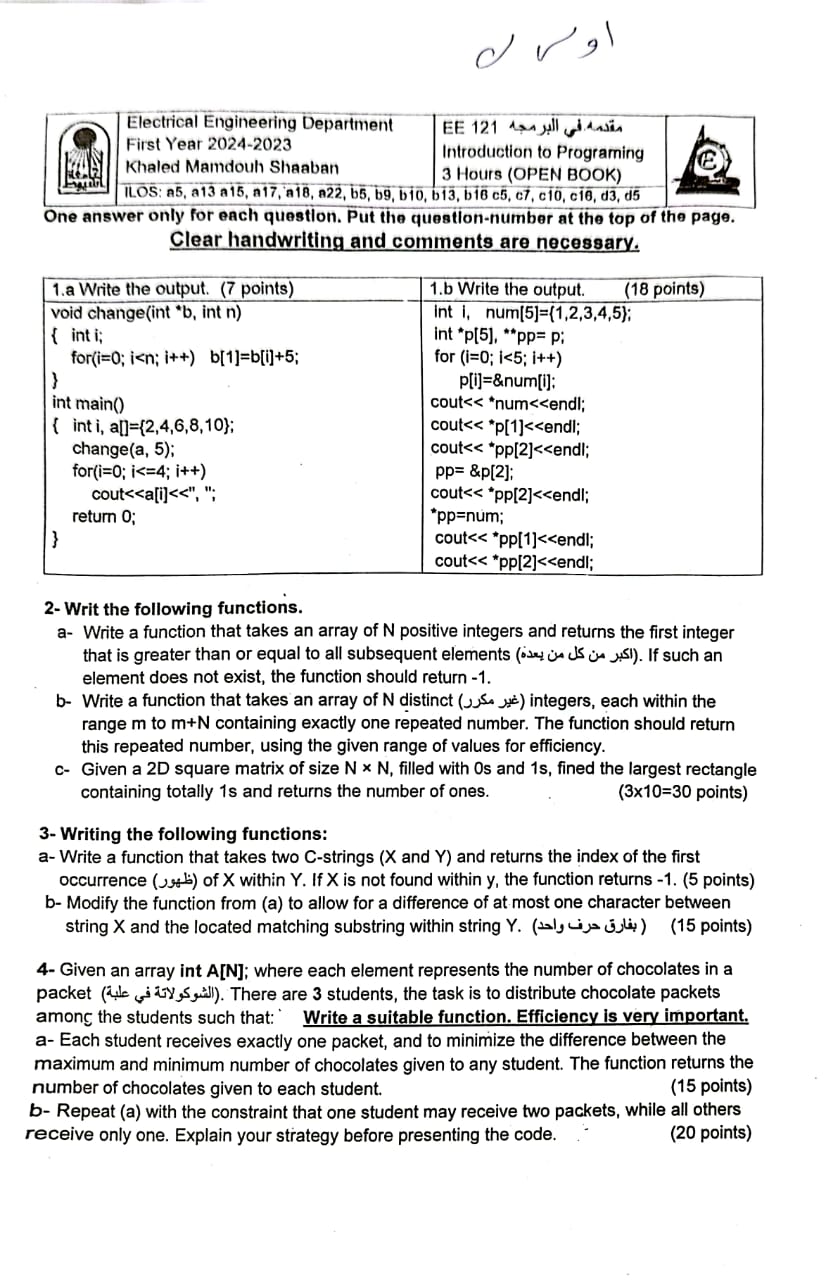 Electrical Engineering Department
First Year 2024-2023
Khaled Mamdouh Shaaban
EE 121 مقدمه في البرمجه
Introduction to Programing
3 Hours (OPEN BOOK)
ILOS: a5, a13 a15, a17, a18, a22, b5, b9, b10, b13, b16 c5, c7, c10, c16, d3, d5
One answer only for each question. Put the question-number at the top of the page.
Clear handwriting and comments are necessary.
1.a Write the output. (7 points)
void change(int *b, int n)
{ int i;
for(i=0; i<n; i++) b[1]=b[i]+5;
}
int main()
{ int i, a[]={2,4,6,8,10};
change(a, 5);
for(i=0; i<=4; i++)
cout<<a[i]<<", ";
return 0;
}
1.b Write the output. (18 points)
int i, num[5]={1,2,3,4,5};
int *p[5], **pp= p;
for (i=0; i<5; i++)
p[i]=&num[i];
cout<< *num<<endl;
cout<< *p[1]<<endl;
cout<< *pp[2]<<endl;
pp= &p[2];
cout<< *pp[2]<<endl;
*pp=num;
cout<< *pp[1]<<endl;
cout<< *pp[2]<<endl;
2- Writ the following functions.
a- Write a function that takes an array of N positive integers and returns the first integer
that is greater than or equal to all subsequent elements (اكبر من كل من بعده). If such an
element does not exist, the function should return -1.
b- Write a function that takes an array of N distinct (غير مكرر) integers, each within the
range m to m+N containing exactly one repeated number. The function should return
this repeated number, using the given range of values for efficiency.
c- Given a 2D square matrix of size N × N, filled with 0s and 1s, fined the largest rectangle
containing totally 1s and returns the number of ones. (3x10=30 points)
3- Writing the following functions:
a- Write a function that takes two C-strings (X and Y) and returns the index of the first
occurrence (ظهور) of X within Y. If X is not found within y, the function returns -1. (5 points)
b- Modify the function from (a) to allow for a difference of at most one character between
string X and the located matching substring within string Y. (بفارق حرف واحد) (15 points)
4- Given an array int A[N]; where each element represents the number of chocolates in a
packet (الشوكولاتة في علبة). There are 3 students, the task is to distribute chocolate packets
among the students such that: Write a suitable function. Efficiency is very important.
a- Each student receives exactly one packet, and to minimize the difference between the
maximum and minimum number of chocolates given to any student. The function returns the
number of chocolates given to each student. (15 points)
b- Repeat (a) with the constraint that one student may receive two packets, while all others
receive only one. Explain your strategy before presenting the code. (20 points)